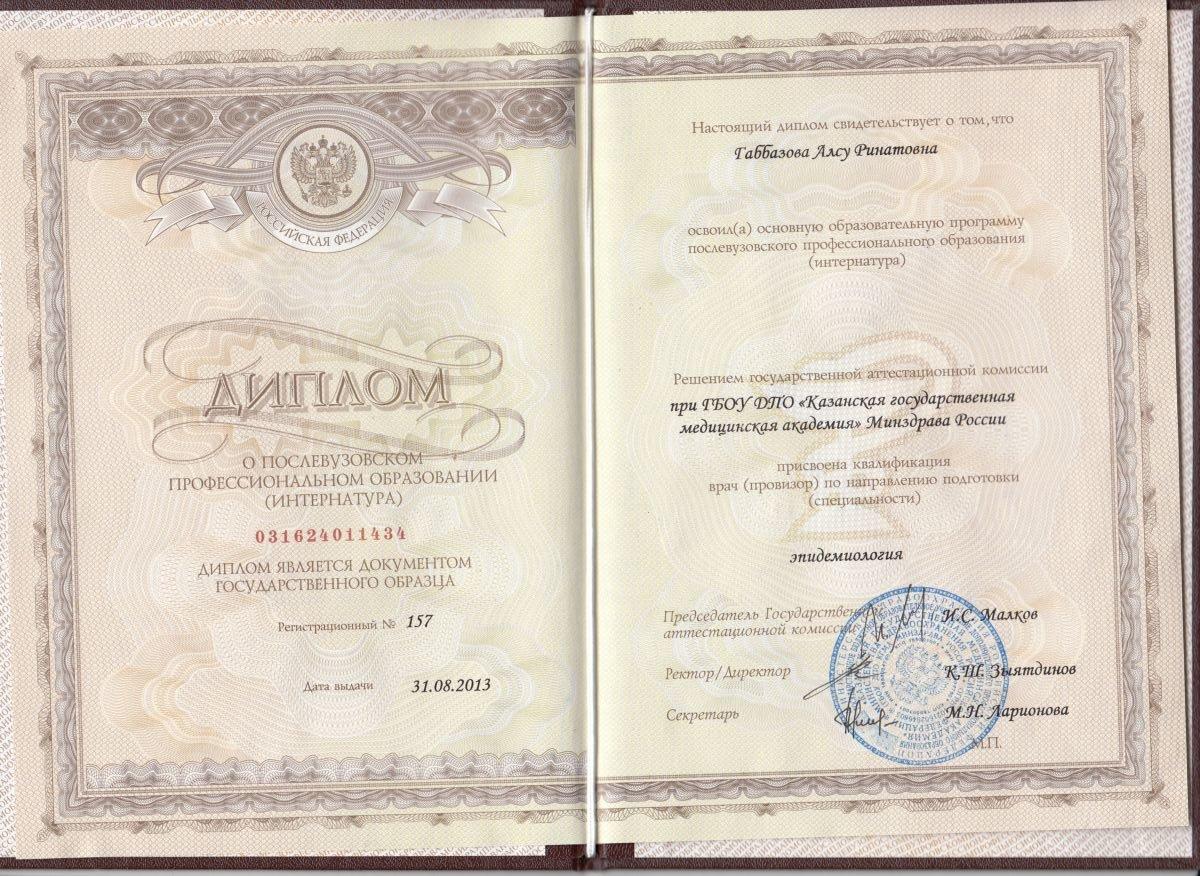 РОССИЙСКАЯ ФЕДЕРАЦИЯ
ДИПЛОМ
О ПОСЛЕВУЗОВСКОМ
ПРОФЕССИОНАЛЬНОМ ОБРАЗОВАНИИ
(ИНТЕРНАТУРА)
031624011434
ДИПЛОМ ЯВЛЯЕТСЯ ДОКУМЕНТОМ
ГОСУДАРСТВЕННОГО ОБРАЗЦА
Регистрационный № 157
Дата выдачи 31.08.2013
Настоящий диплом свидетельствует о том, что
Габбазова Алсу Ринатовна
освоил(а) основную образовательную программу
послевузовского профессионального образования
(интернатура)
Решением государственной аттестационной комиссии
при ГБОУ ДПО «Казанская государственная
медицинская академия» Минздрава России
присвоена квалификация
врач (провизор) по направлению подготовки
(специальности)
эпидемиология
Председатель Государственной
аттестационной комиссии И.С. Малков
Ректор/Директор К.Ш. Зыятдинов
Секретарь М.Н. Ларионова
М.П.